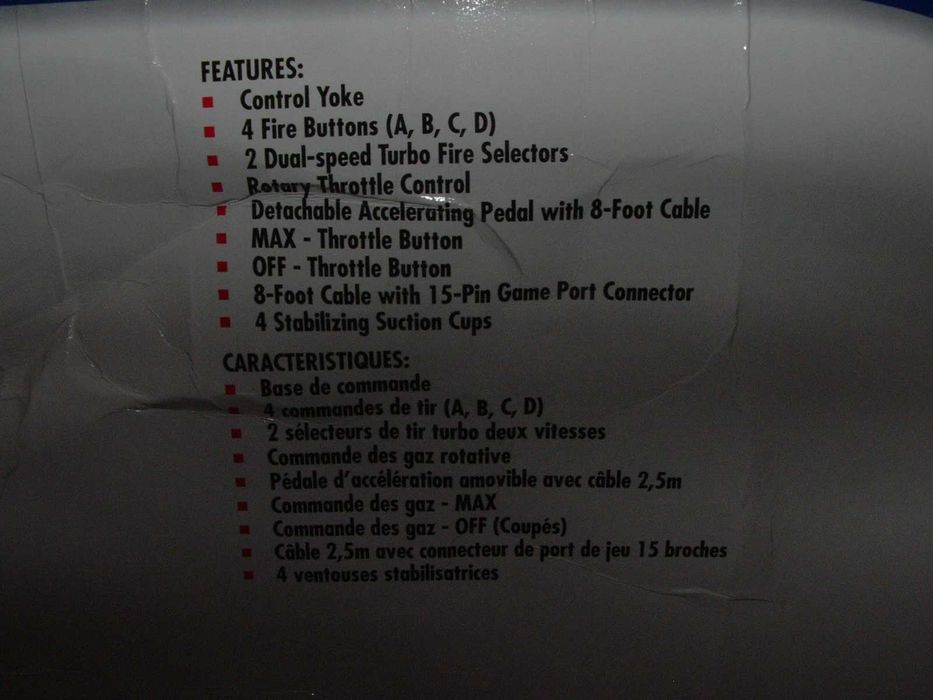 FEATURES:
Control Yoke
4 Fire Buttons (A, B, C, D)
2 Dual-speed Turbo Fire Selectors
Rotary Throttle Control
Detachable Accelerating Pedal with 8-Foot Cable
MAX - Throttle Button
OFF - Throttle Button
8-Foot Cable with 15-Pin Game Port Connector
4 Stabilizing Suction Cups
CARACTERISTIQUES:
Base de commande
4 commandes de tir (A, B, C, D)
2 sélecteurs de tir turbo deux vitesses
Commande des gaz rotative
Pédale d'accélération amovible avec câble 2,5m
Commande des gaz - MAX
Commande des gaz - OFF (Coupés)
Câble 2,5m avec connecteur de port de jeu 15 broches
4 ventouses stabilisatrices